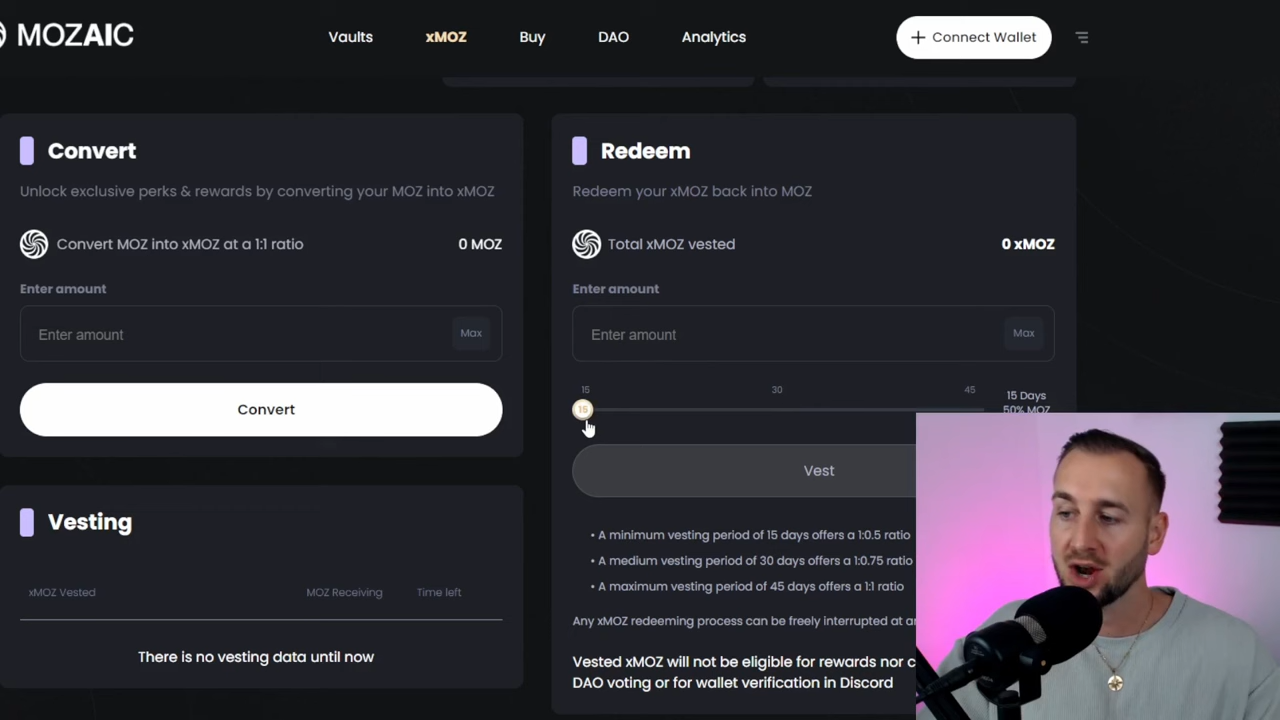 MOZAIC
Vaults
xMOZ
Buy
DAO
Analytics
Connect Wallet
Convert
Unlock exclusive perks & rewards by converting your MOZ into xMOZ
Convert MOZ into xMOZ at a 1:1 ratio
0 MOZ
Enter amount
Enter amount
Max
Convert
Vesting
xMOZ Vested
MOZ Receiving
Time left
There is no vesting data until now
Redeem
Redeem your xMOZ back into MOZ
Total xMOZ vested
0 xMOZ
Enter amount
Enter amount
Max
15
30
45
15
15 Days
50% MOZ
Vest
• A minimum vesting period of 15 days offers a 1:0.5 ratio
• A medium vesting period of 30 days offers a 1:0.75 ratio
• A maximum vesting period of 45 days offers a 1:1 ratio
Any xMOZ redeeming process can be freely interrupted at
Vested xMOZ will not be eligible for rewards nor
DAO voting or for wallet verification in Discord